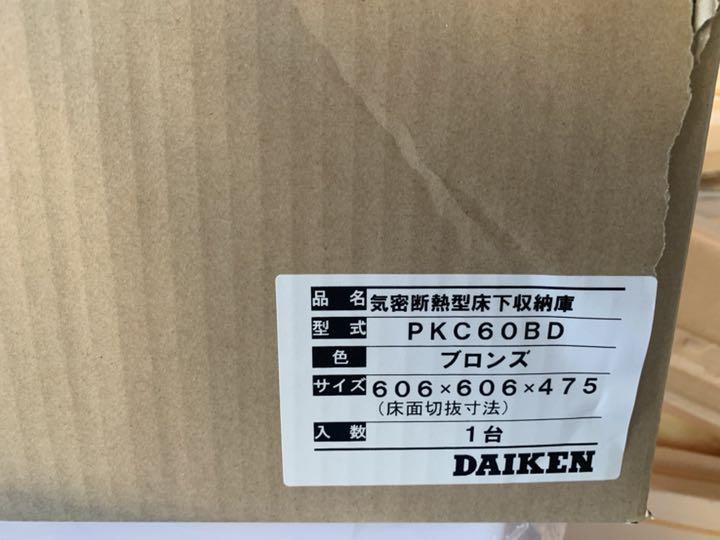 品名 気密断熱型床下収納庫
型式 PKC60BD
色 ブロンズ
サイズ 606×606×475
(床面切抜寸法)
入数 1台
DAIKEN